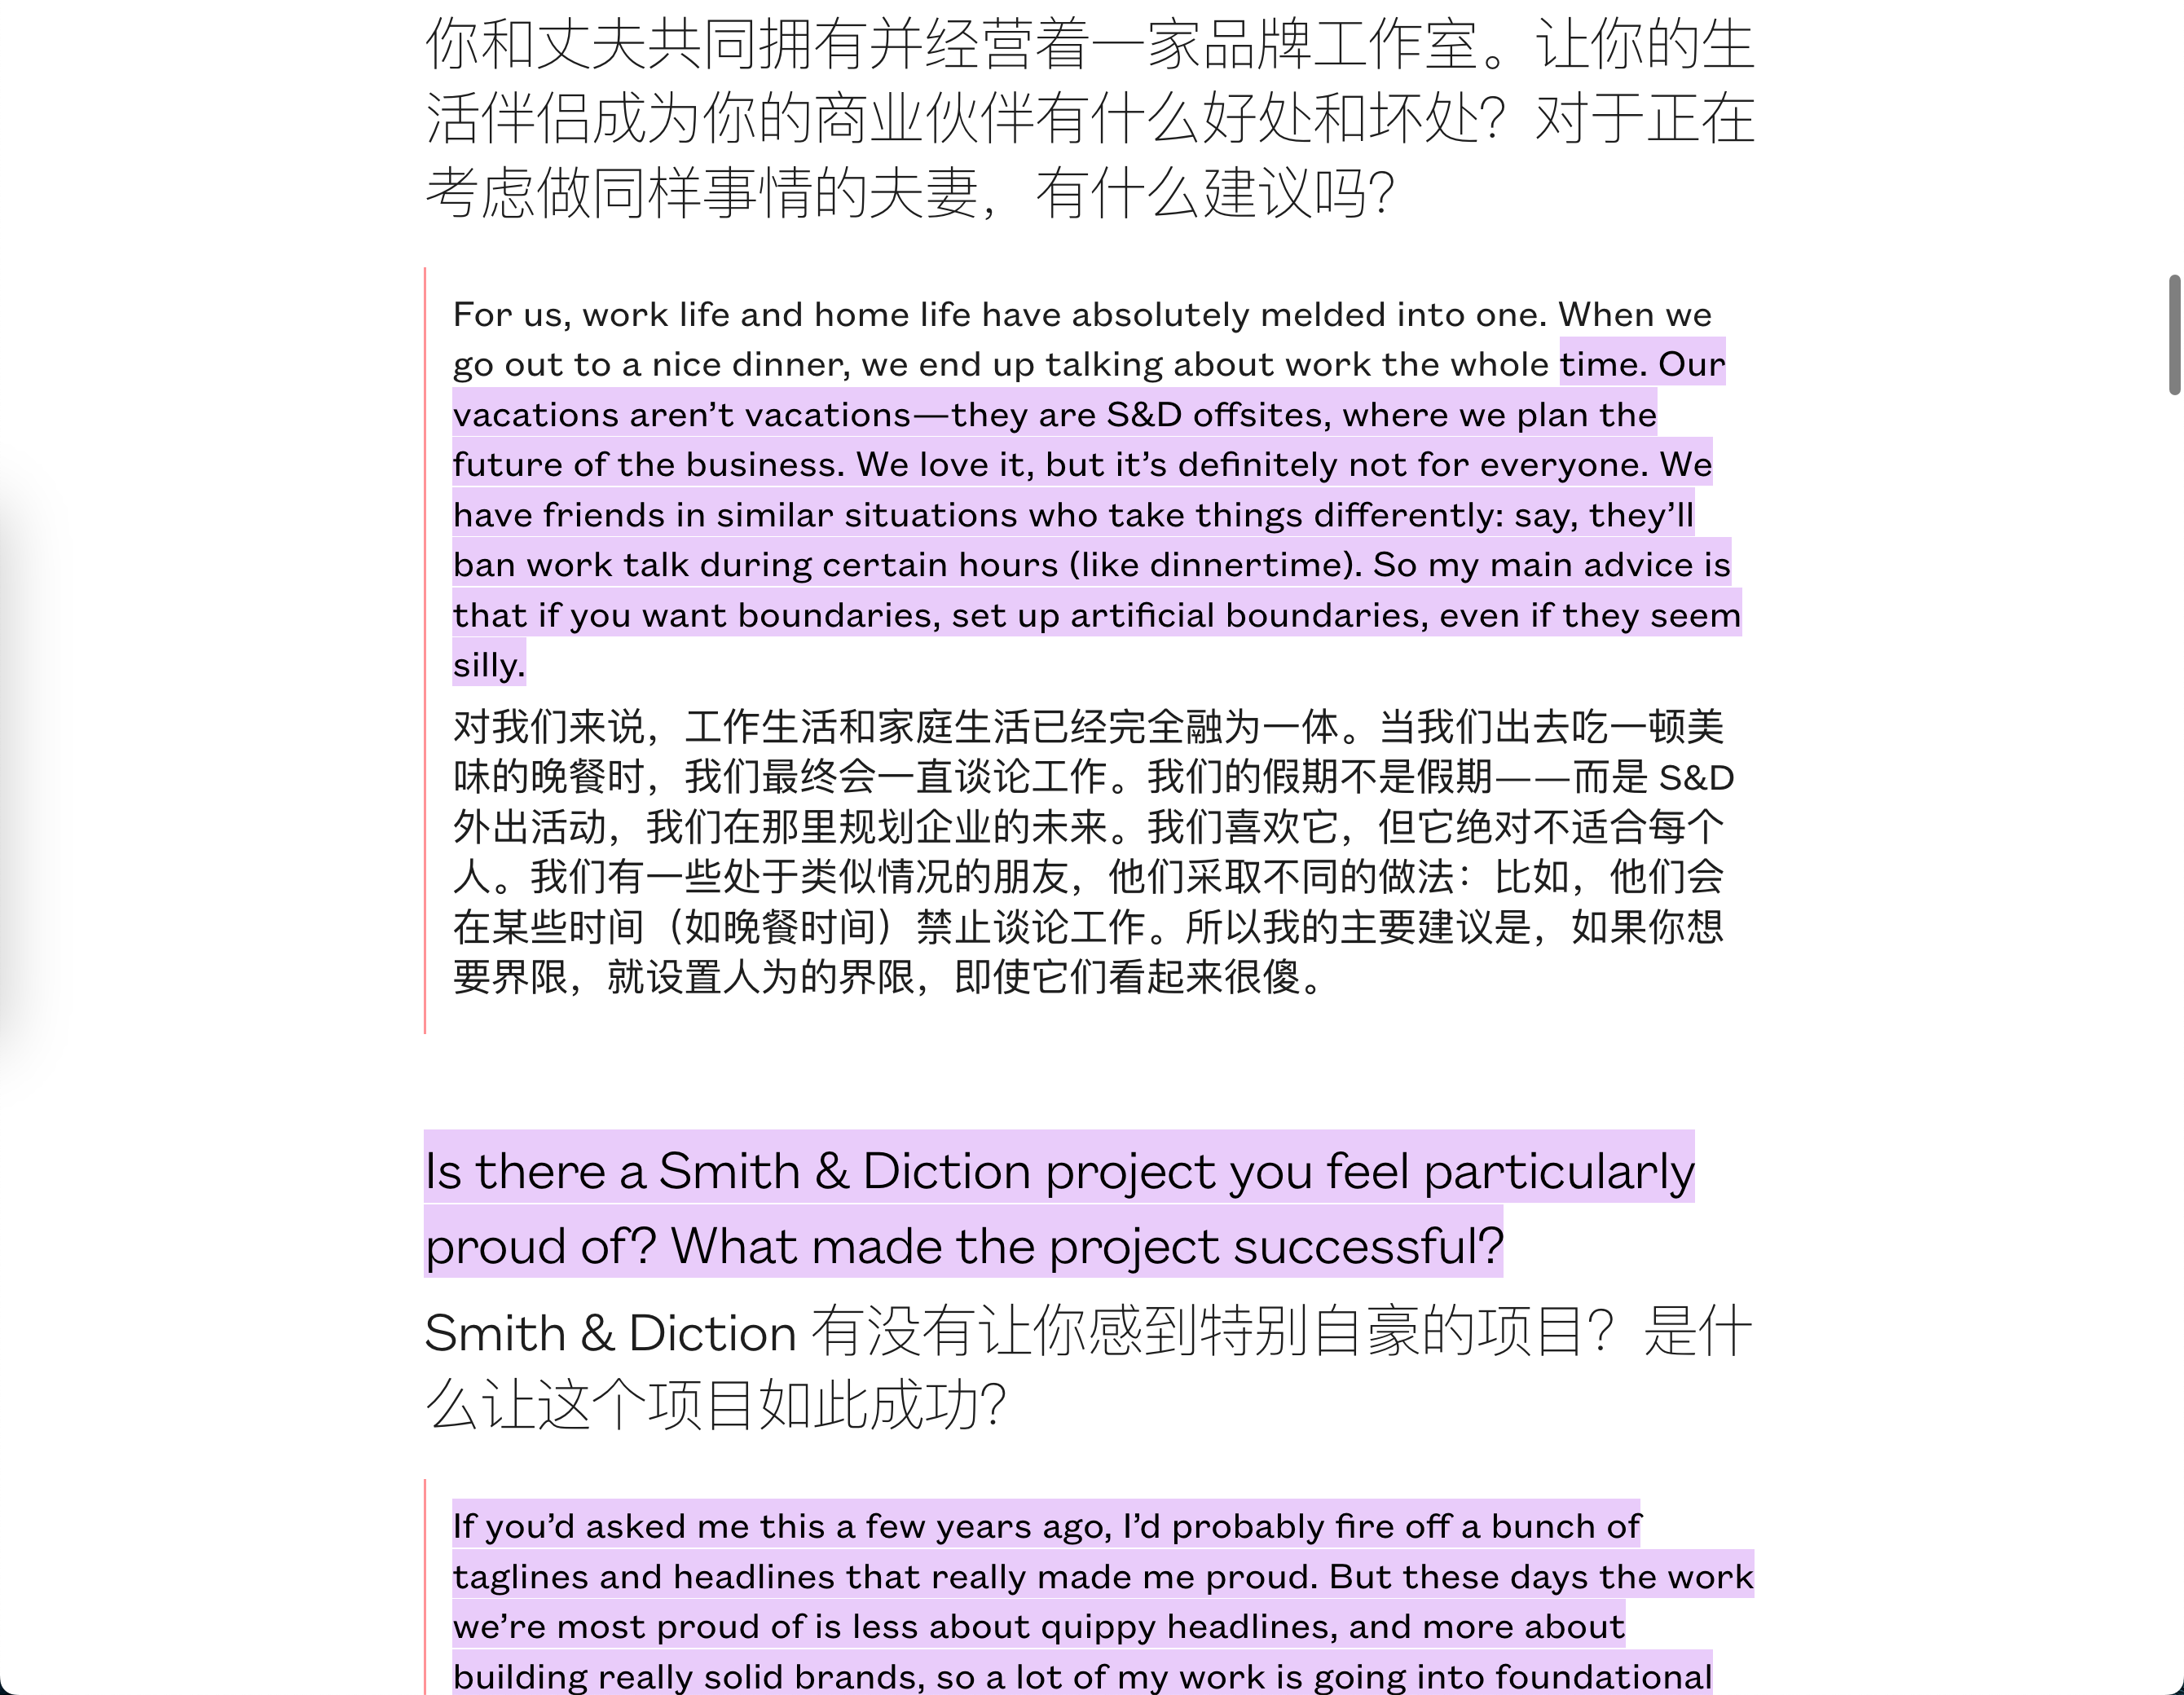 你和丈夫共同拥有并经营着一家品牌工作室。让你的生
活伴侣成为你的商业伙伴有什么好处和坏处？对于正在
考虑做同样事情的夫妻，有什么建议吗？
For us, work life and home life have absolutely melded into one. When we
go out to a nice dinner, we end up talking about work the whole time. Our
vacations aren’t vacations—they are S&D offsites, where we plan the
future of the business. We love it, but it’s definitely not for everyone. We
have friends in similar situations who take things differently: say, they’ll
ban work talk during certain hours (like dinnertime). So my main advice is
that if you want boundaries, set up artificial boundaries, even if they seem
silly.
对我们来说，工作生活和家庭生活已经完全融为一体。当我们出去吃一顿美
味的晚餐时，我们最终会一直谈论工作。我们的假期不是假期——而是 S&D
外出活动，我们在那里规划企业的未来。我们喜欢它，但它绝对不适合每个
人。我们有一些处于类似情况的朋友，他们采取不同的做法：比如，他们会
在某些时间（如晚餐时间）禁止谈论工作。所以我的主要建议是，如果你想
要界限，就设置人为的界限，即使它们看起来很傻。
Is there a Smith & Diction project you feel particularly
proud of? What made the project successful?
Smith & Diction 有没有让你感到特别自豪的项目？是什
么让这个项目如此成功？
If you’d asked me this a few years ago, I’d probably fire off a bunch of
taglines and headlines that really made me proud. But these days the work
we’re most proud of is less about quippy headlines, and more about
building really solid brands, so a lot of my work is going into foundational